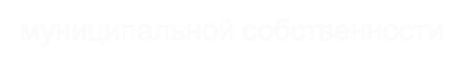 муниципальной собственности